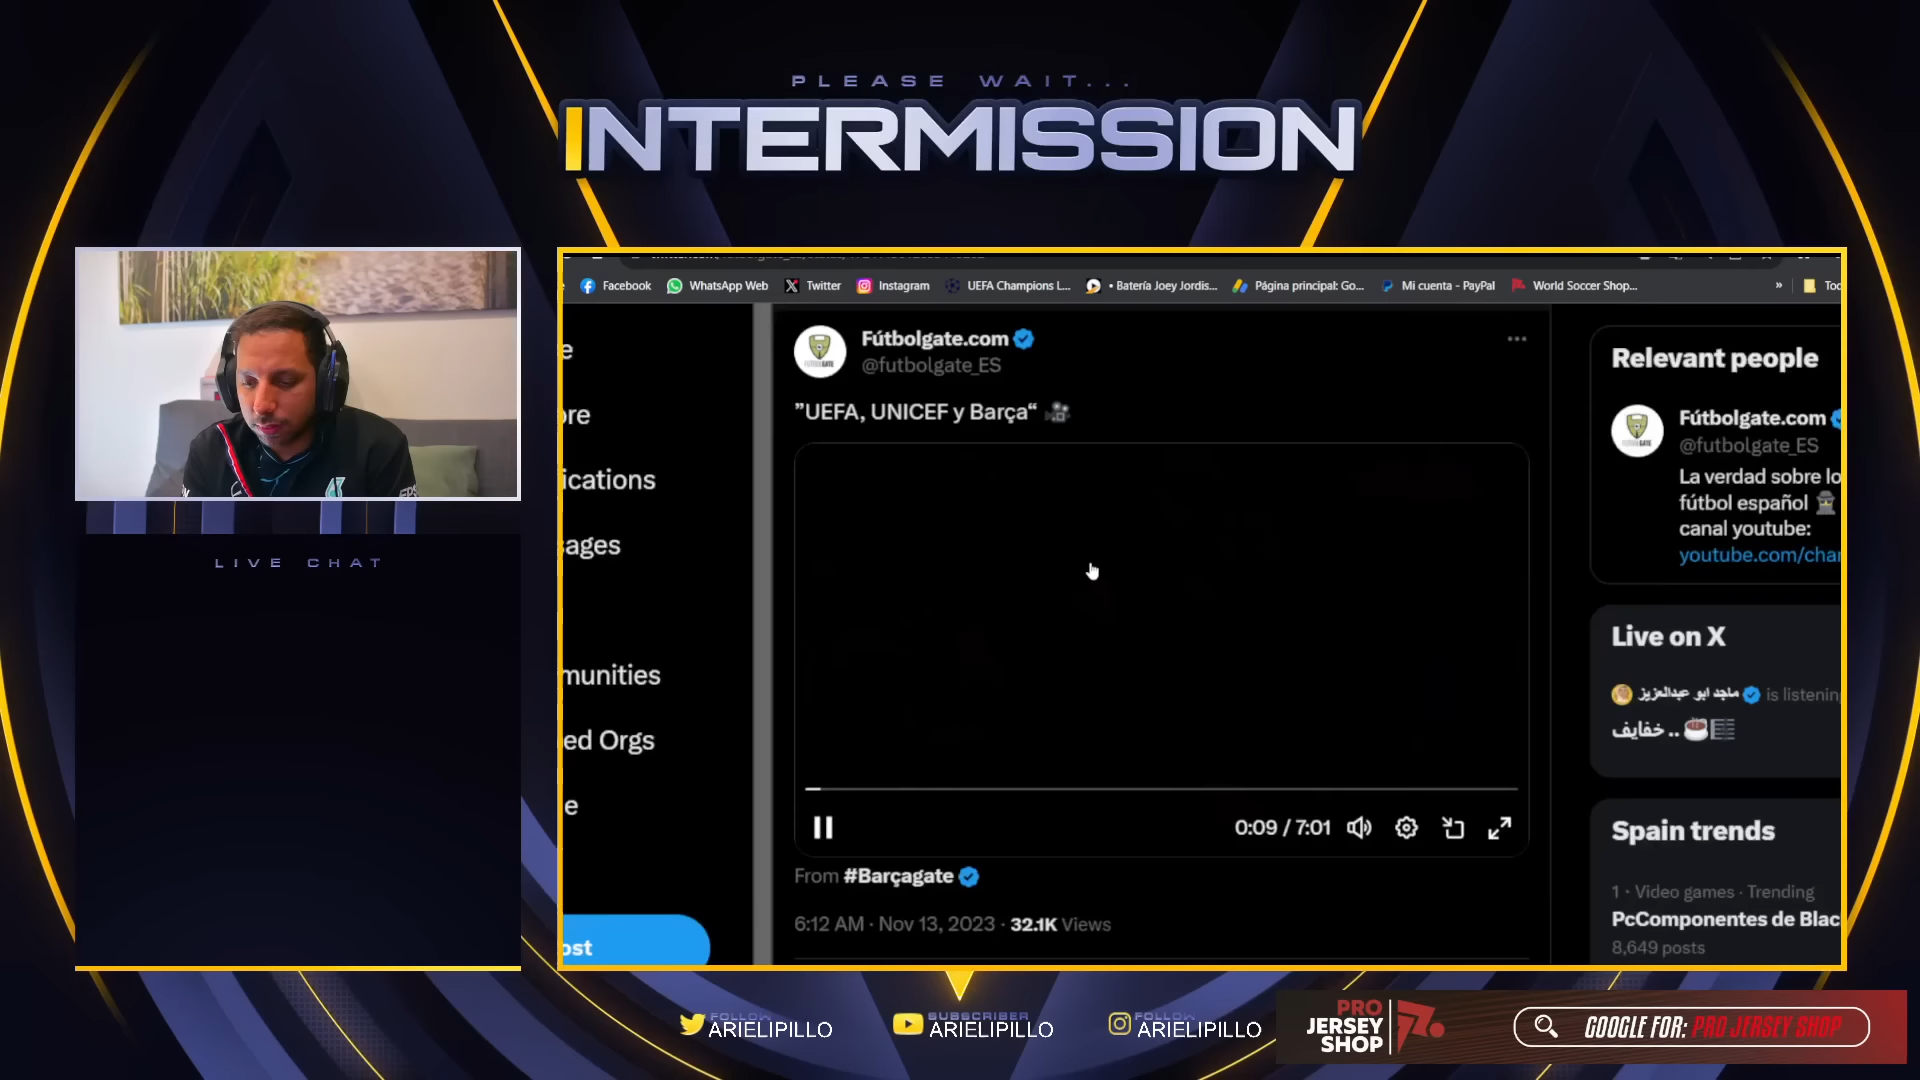 PLEASE WAIT...
INTERMISSION
Facebook
WhatsApp Web
Twitter
Instagram
UEFA Champions L...
• Batería Joey Jordis...
Página principal: Go...
Mi cuenta - PayPal
World Soccer Shop...
»
Fútbolgate.com
@futbolgate_ES
"UEFA, UNICEF y Barça"
0:09 / 7:01
From #Barçagate
6:12 AM · Nov 13, 2023 · 32.1K Views
ications
munities
ed Orgs
Relevant people
Fútbolgate.com
@futbolgate_ES
La verdad sobre lo
fútbol español
canal youtube:
youtube.com/cha
Live on X
ماجد ابو عبدالعزيز is listening
خفايف ..
Spain trends
1 · Video games · Trending
PcComponentes de Blac
8,649 posts
LIVE CHAT
FOLLOW
ARIELIPILLO
SUBSCRIBER
ARIELIPILLO
FOLLOW
ARIELIPILLO
PRO
JERSEY
SHOP
GOOGLE FOR: PRO JERSEY SHOP